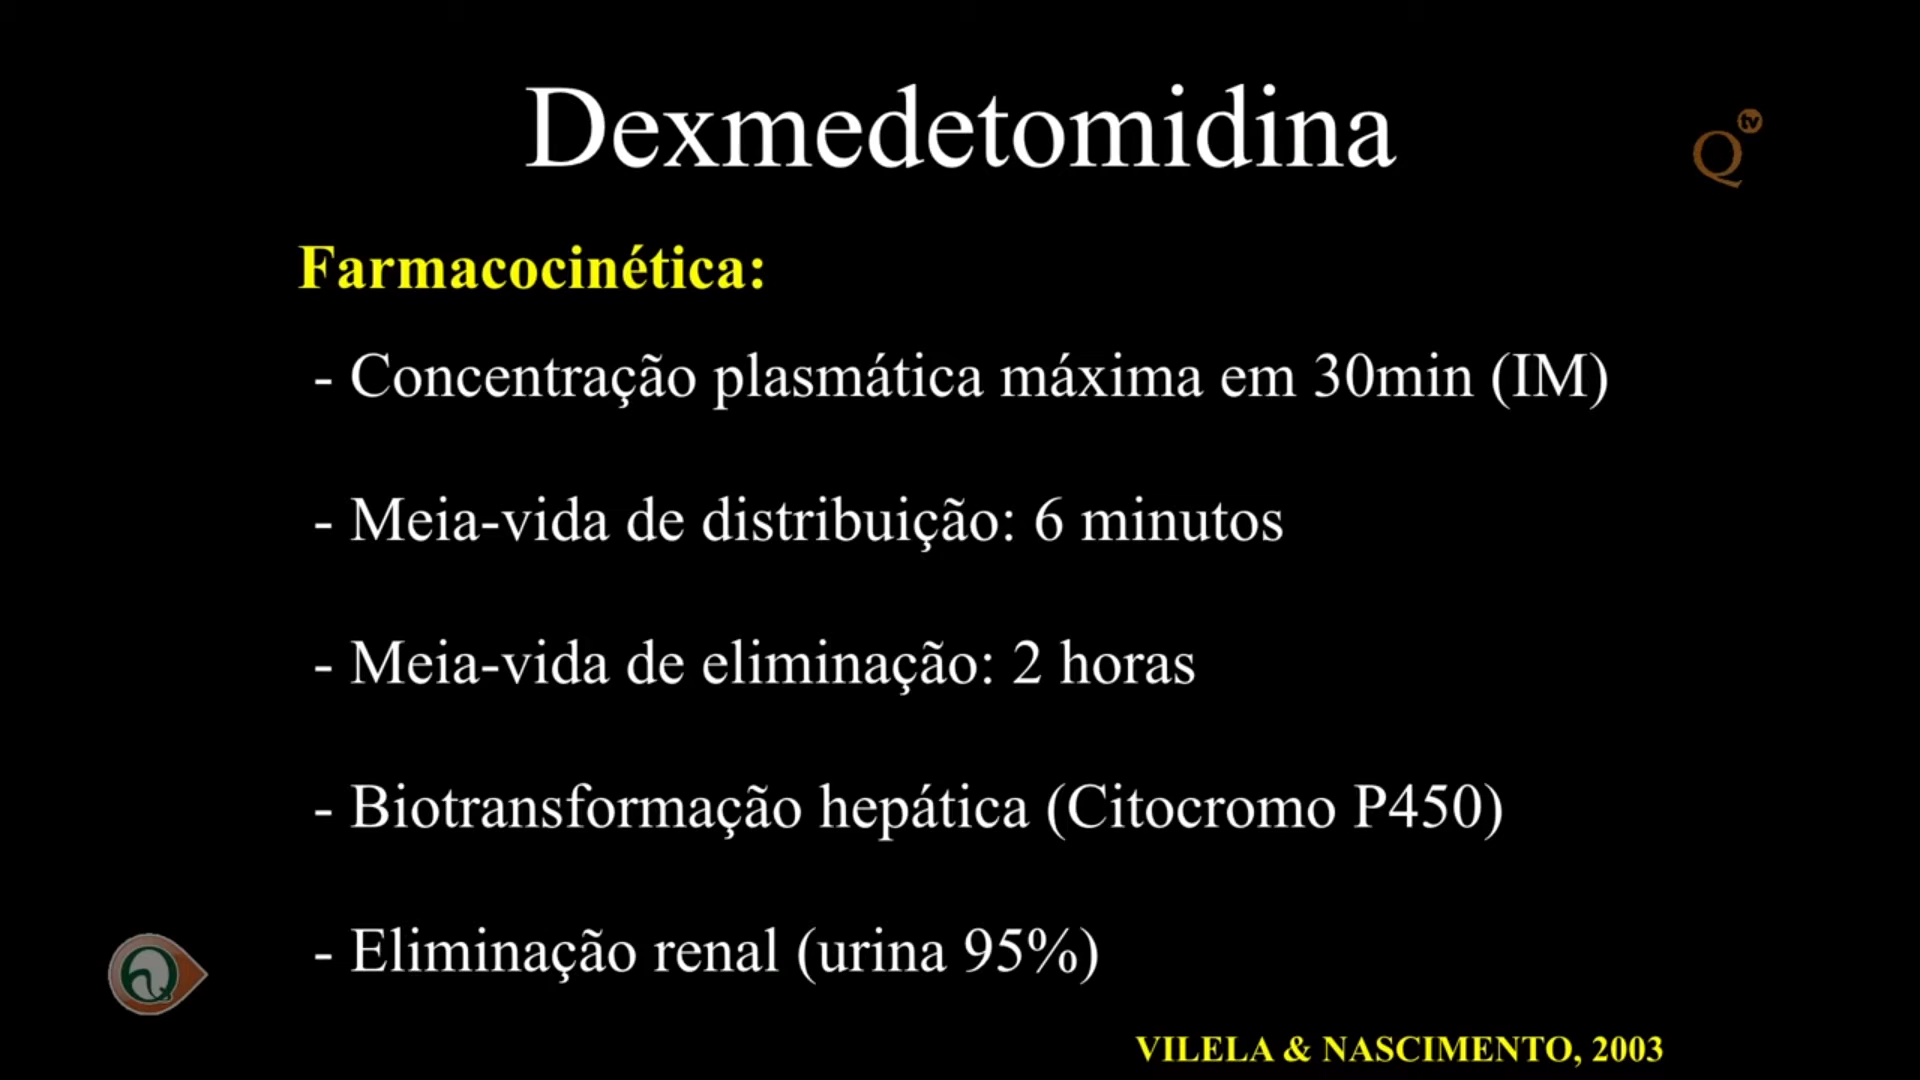 Dexmedetomidina
Q tv
Farmacocinética:
- Concentração plasmática máxima em 30min (IM)
- Meia-vida de distribuição: 6 minutos
- Meia-vida de eliminação: 2 horas
- Biotransformação hepática (Citocromo P450)
- Eliminação renal (urina 95%)
VILELA & NASCIMENTO, 2003